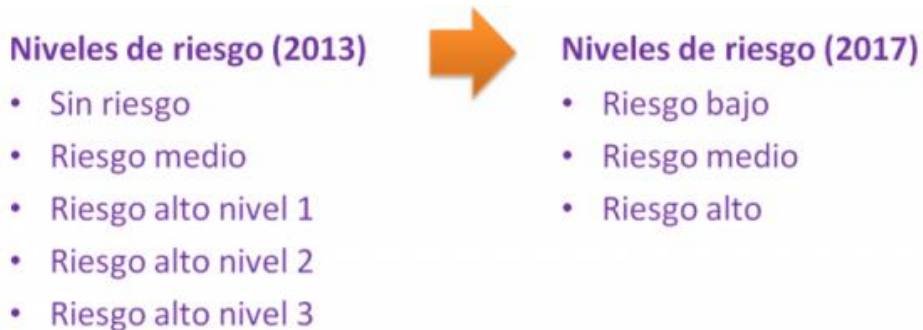 Niveles de riesgo (2013)
• Sin riesgo
• Riesgo medio
• Riesgo alto nivel 1
• Riesgo alto nivel 2
• Riesgo alto nivel 3
Niveles de riesgo (2017)
• Riesgo bajo
• Riesgo medio
• Riesgo alto